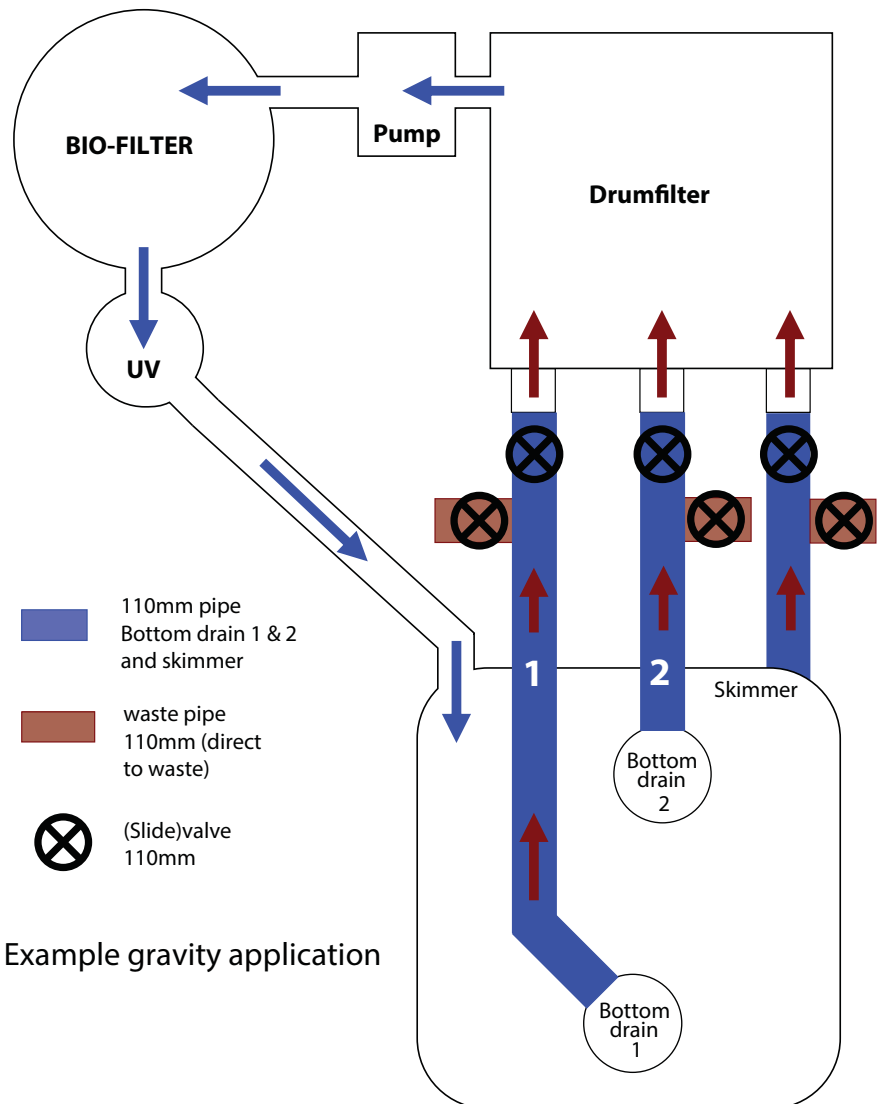 Pump
BIO-FILTER
Drumfilter
UV
110mm pipe
Bottom drain 1 & 2
and skimmer
1
2
Skimmer
waste pipe
110mm (direct
to waste)
Bottom
drain
2
(Slide)valve
110mm
Example gravity application
Bottom
drain
1